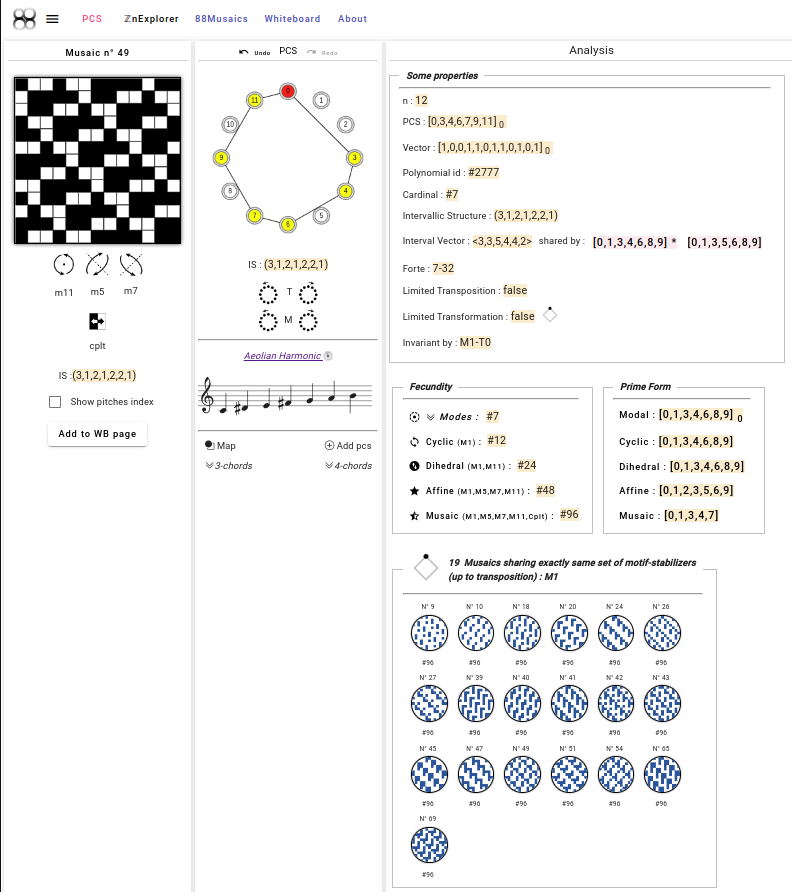 PCS ZnExplorer 88Musaics Whiteboard About
Musaic n° 49
m11 m5 m7
cplt
IS :(3,1,2,1,2,2,1)
Show pitches index
Add to WB page
Undo PCS Redo
0
1
2
3
4
5
6
7
8
9
10
11
IS : (3,1,2,1,2,2,1)
T
M
Aeolian Harmonic
Map Add pcs
3-chords 4-chords
Analysis
Some properties
n : 12
PCS : [0,3,4,6,7,9,11] 0
Vector : [1,0,0,1,1,0,1,1,0,1,0,1] 0
Polynomial id : #2777
Cardinal : #7
Intervallic Structure : (3,1,2,1,2,2,1)
Interval Vector : <3,3,5,4,4,2> shared by : [0,1,3,4,6,8,9] * [0,1,3,5,6,8,9]
Forte : 7-32
Limited Transposition : false
Limited Transformation : false
Invariant by : M1-T0
Fecundity
Modes : #7
Cyclic (M1) : #12
Dihedral (M1,M11) : #24
Affine (M1,M5,M7,M11) : #48
Musaic (M1,M5,M7,M11,Cplt) : #96
Prime Form
Modal : [0,1,3,4,6,8,9] 0
Cyclic : [0,1,3,4,6,8,9]
Dihedral : [0,1,3,4,6,8,9]
Affine : [0,1,2,3,5,6,9]
Musaic : [0,1,3,4,7]
19 Musaics sharing exactly same set of motif-stabilizers
(up to transposition) : M1
N° 9 N° 10 N° 18 N° 20 N° 24 N° 26
#96 #96 #96 #96 #96 #96
N° 27 N° 39 N° 40 N° 41 N° 42 N° 43
#96 #96 #96 #96 #96 #96
N° 45 N° 47 N° 49 N° 51 N° 54 N° 65
#96 #96 #96 #96 #96 #96
N° 69
#96